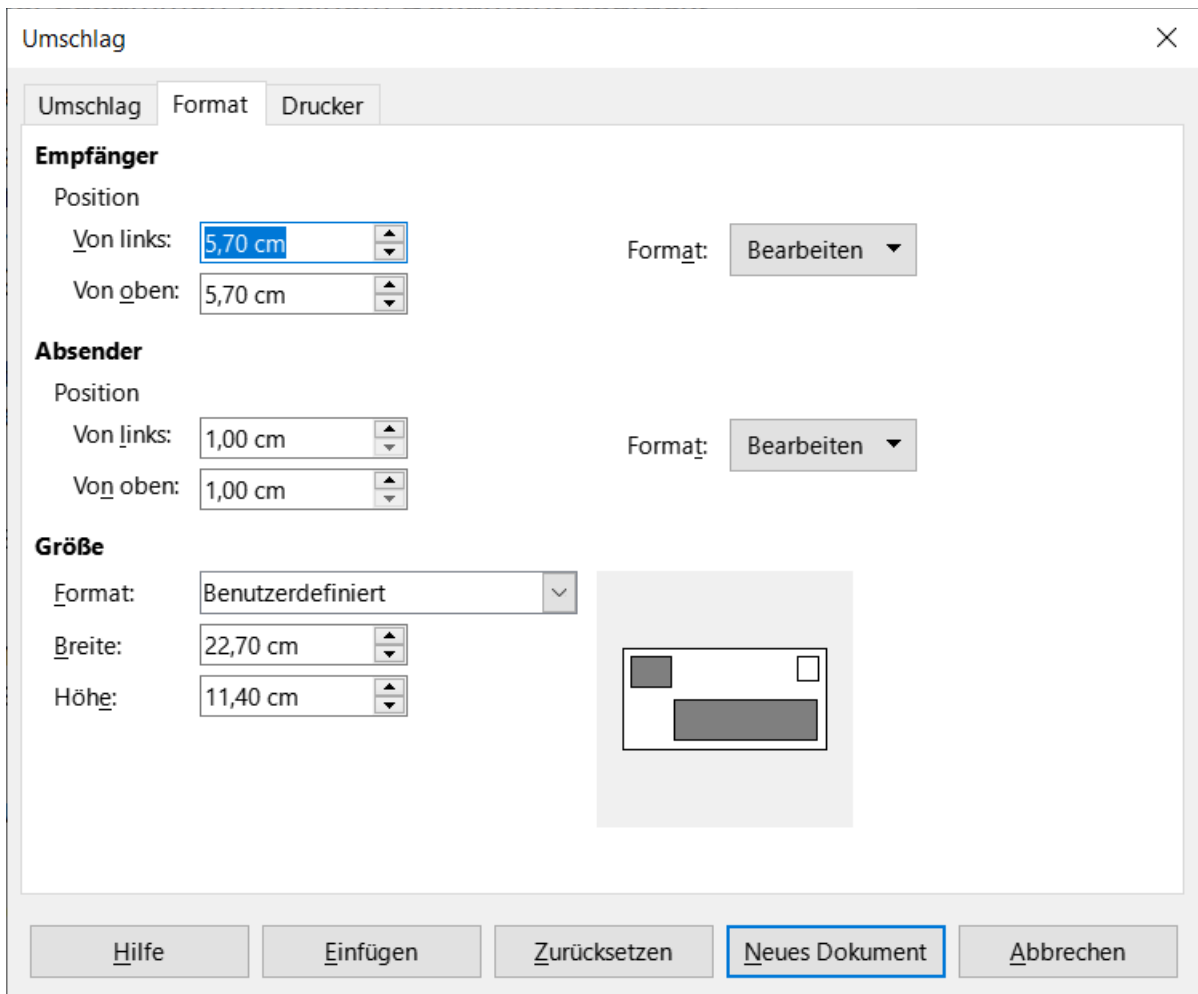 Umschlag
Umschlag Format Drucker
Empfänger
Position
Von links: 5,70 cm Format: Bearbeiten
Von oben: 5,70 cm
Absender
Position
Von links: 1,00 cm Format: Bearbeiten
Von oben: 1,00 cm
Größe
Format: Benutzerdefiniert
Breite: 22,70 cm
Höhe: 11,40 cm
Hilfe Einfügen Zurücksetzen Neues Dokument Abbrechen